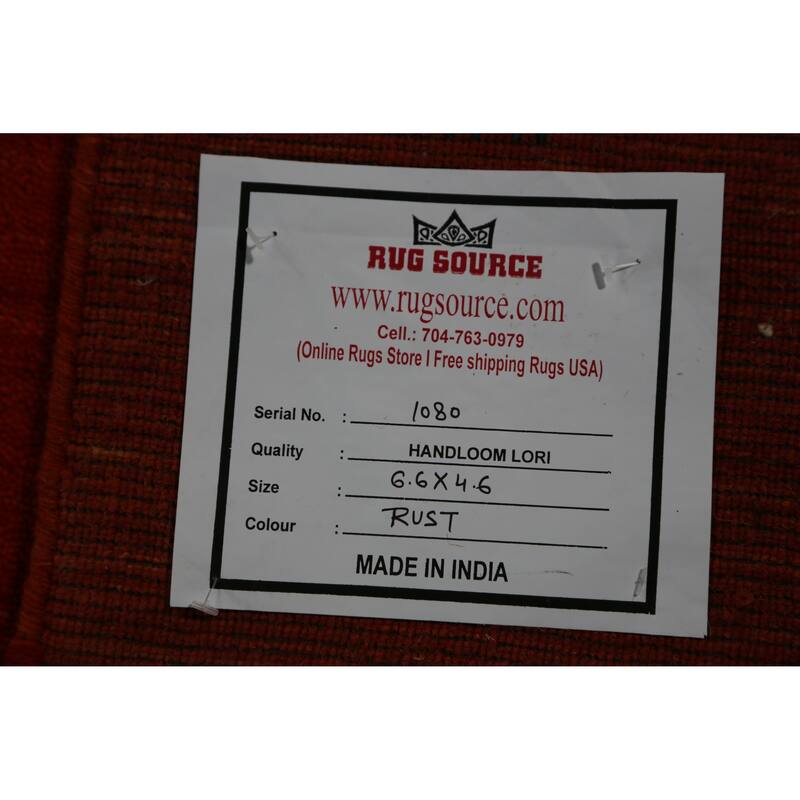 RUG SOURCE
www.rugsource.com
Cell.: 704-763-0979
(Online Rugs Store I Free shipping Rugs USA)
Serial No. : 1080
Quality : HANDLOOM LORI
Size : 6.6X4.6
Colour : RUST
MADE IN INDIA